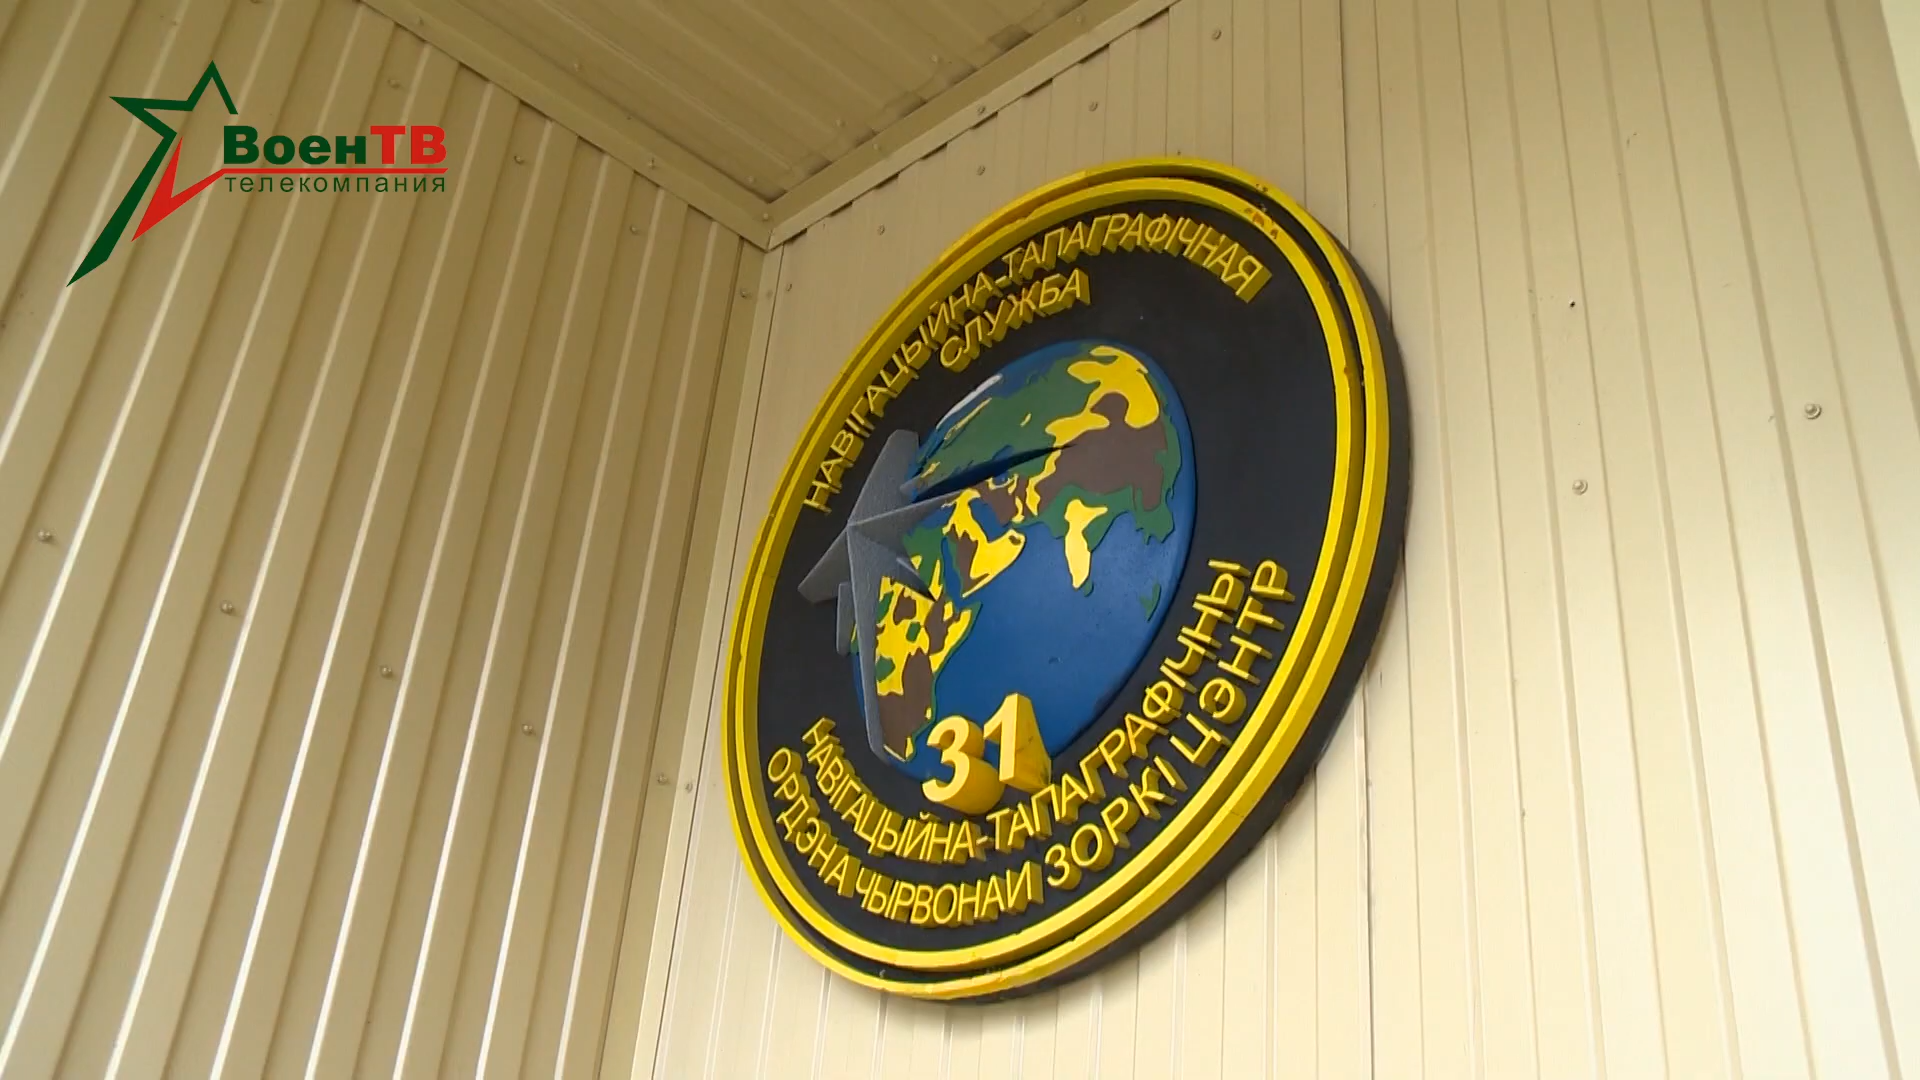 ВоенТВ
телекомпания
НАВІГАЦЫЙНА-ТАПАГРАФІЧНАЯ
СЛУЖБА
31
НАВІГАЦЫЙНА-ТАПАГРАФІЧНЫ
ОРДЭНА ЧЫРВОНАЙ ЗОРКІ ЦЭНТР